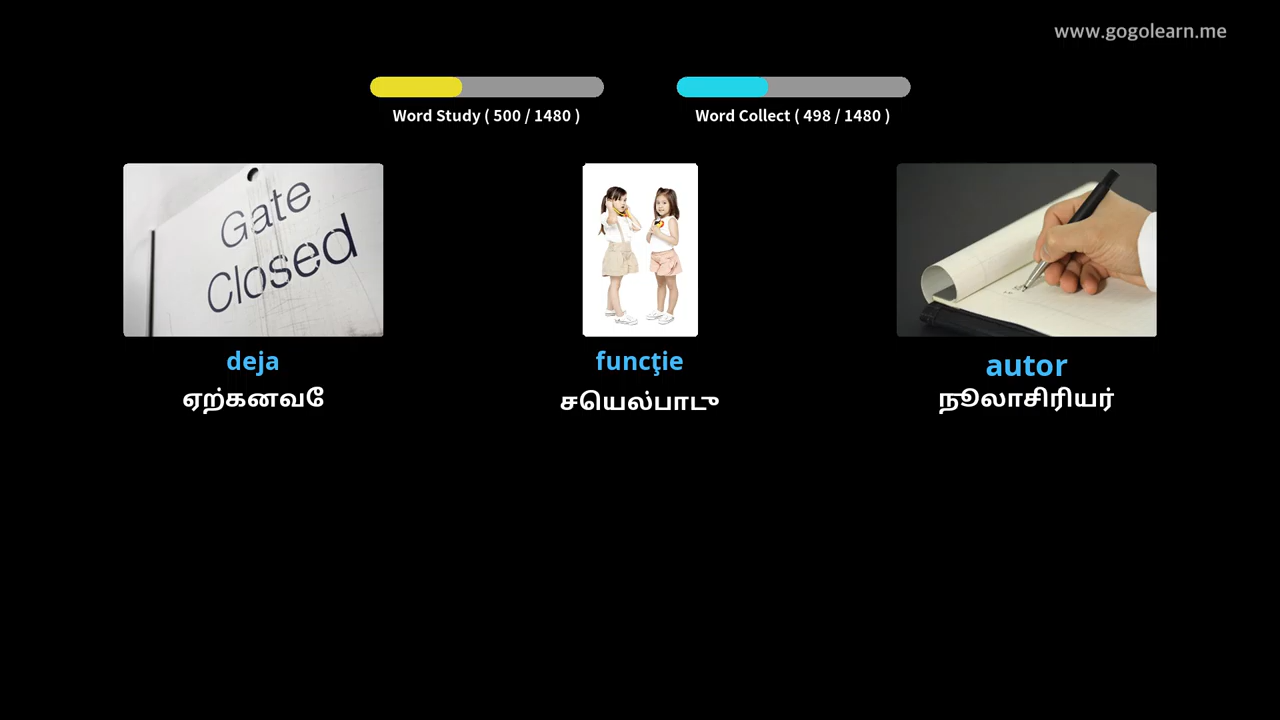 www.gogolearn.me
Word Study ( 500 / 1480 )
Word Collect ( 498 / 1480 )
Gate
Closed
deja
funcţie
autor
ஏற்கனவே
செயல்பாடு
நூலாசிரியர்